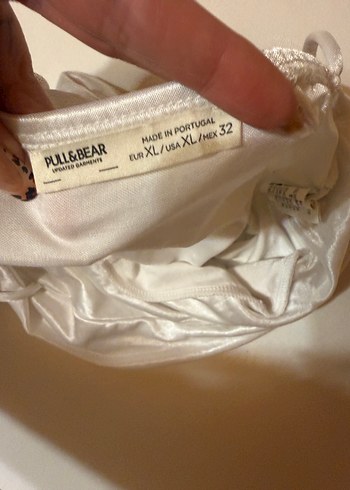 PULL&BEAR
UPDATED GARMENTS
MADE IN PORTUGAL
EUR XL / USA XL / MEX 32